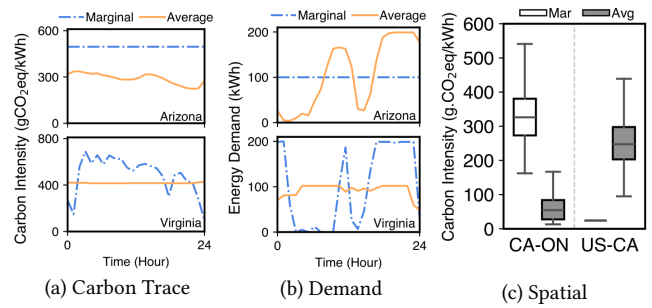 Marginal Average
Carbon Intensity (gCO2eq/kWh)
600
300
0
Arizona
800
400
0
Virginia
0 24
Time (Hour)
(a) Carbon Trace
Marginal Average
Energy Demand (kWh)
200
100
0
Arizona
200
100
0
Virginia
0 24
Time (Hour)
(b) Demand
Mar Avg
Carbon Intensity (g.CO2eq/kWh)
600
500
400
300
200
100
0
CA-ON US-CA
(c) Spatial